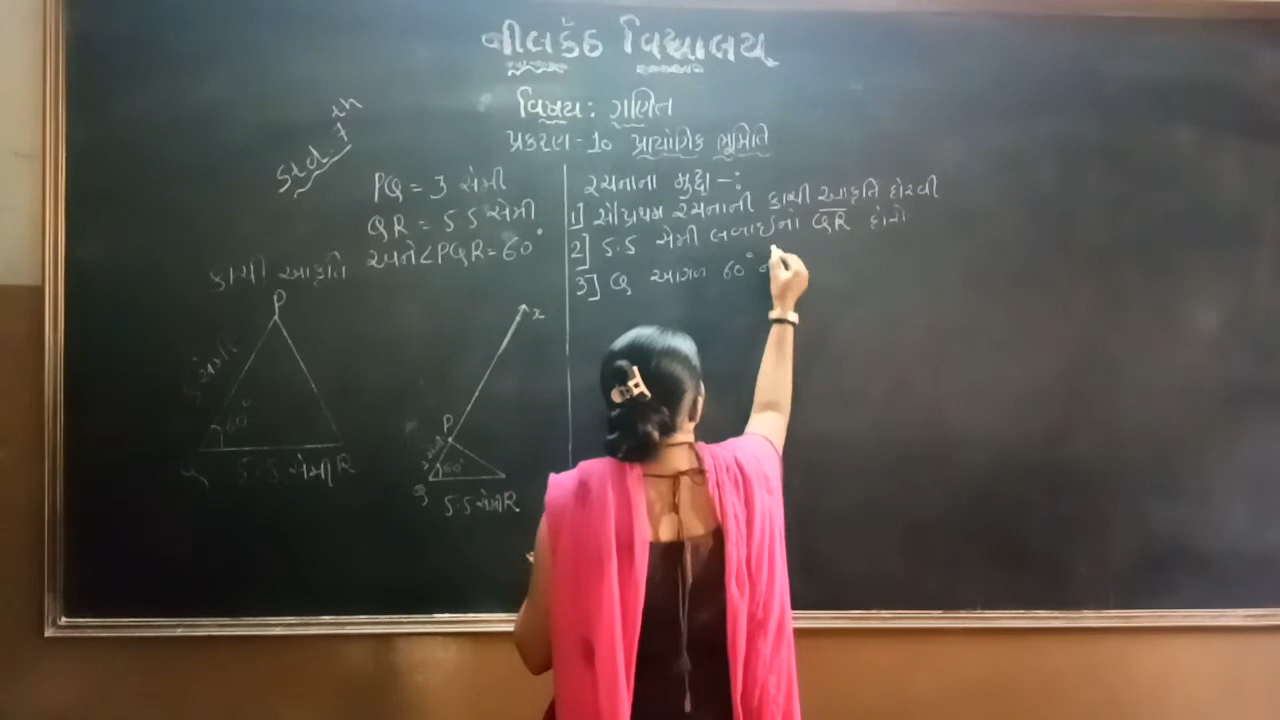 નીલકંઠ વિદ્યાલય
વિષય: ગણિત
પ્રકરણ-10 પ્રાયોગિક ભૂમિતિ
Std. 7th
PQ = 3 સેમી
QR = 5.5 સેમી
અને ∠PQR = 60°
કાચી આકૃતિ
P
60°
5.5 સેમી R
x
P
60°
Q
5.5 સેમી R
રચનાના મુદ્દા -:
1] સૌપ્રથમ રચનાની કાચી આકૃતિ દોરવી
2] 5.5 સેમી લંબાઈનો Q̅R̅ દોરો
3] Q આગળ 60° ન